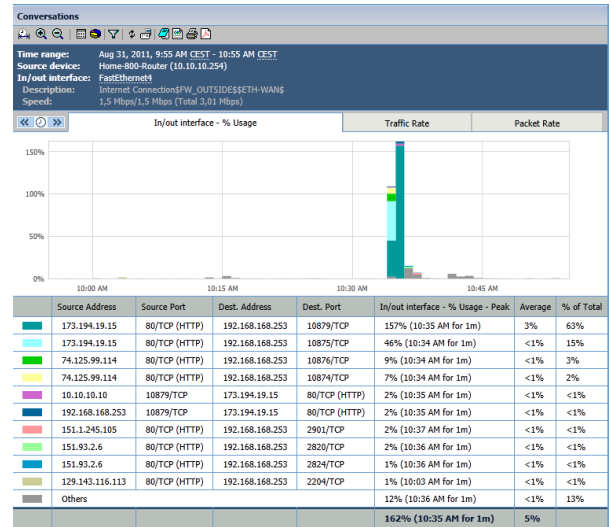 Conversations
Time range: Aug 31, 2011, 9:55 AM CEST - 10:55 AM CEST
Source device: Home-800-Router (10.10.10.254)
In/out interface: FastEthernet4
Description: Internet Connection$FW_OUTSIDE$$ETH-WAN$
Speed: 1,5 Mbps/1,5 Mbps (Total 3,01 Mbps)
In/out interface - % Usage Traffic Rate Packet Rate
150%
100%
50%
0%
10:00 AM 10:15 AM 10:30 AM 10:45 AM
Source Address Source Port Dest. Address Dest. Port In/out interface - % Usage - Peak Average % of Total
173.194.19.15 80/TCP (HTTP) 192.168.168.253 10879/TCP 157% (10:35 AM for 1m) 3% 63%
173.194.19.15 80/TCP (HTTP) 192.168.168.253 10875/TCP 46% (10:34 AM for 1m) <1% 15%
74.125.99.114 80/TCP (HTTP) 192.168.168.253 10876/TCP 9% (10:34 AM for 1m) <1% 3%
74.125.99.114 80/TCP (HTTP) 192.168.168.253 10874/TCP 7% (10:34 AM for 1m) <1% 2%
10.10.10.10 10879/TCP 173.194.19.15 80/TCP (HTTP) 2% (10:35 AM for 1m) <1% <1%
192.168.168.253 10879/TCP 173.194.19.15 80/TCP (HTTP) 2% (10:35 AM for 1m) <1% <1%
151.1.245.105 80/TCP (HTTP) 192.168.168.253 2901/TCP 2% (10:37 AM for 1m) <1% <1%
151.93.2.6 80/TCP (HTTP) 192.168.168.253 2820/TCP 2% (10:36 AM for 1m) <1% <1%
151.93.2.6 80/TCP (HTTP) 192.168.168.253 2824/TCP 1% (10:36 AM for 1m) <1% <1%
129.143.116.113 80/TCP (HTTP) 192.168.168.253 2204/TCP 1% (10:03 AM for 1m) <1% <1%
Others 12% (10:36 AM for 1m) <1% 13%
162% (10:35 AM for 1m) 5%